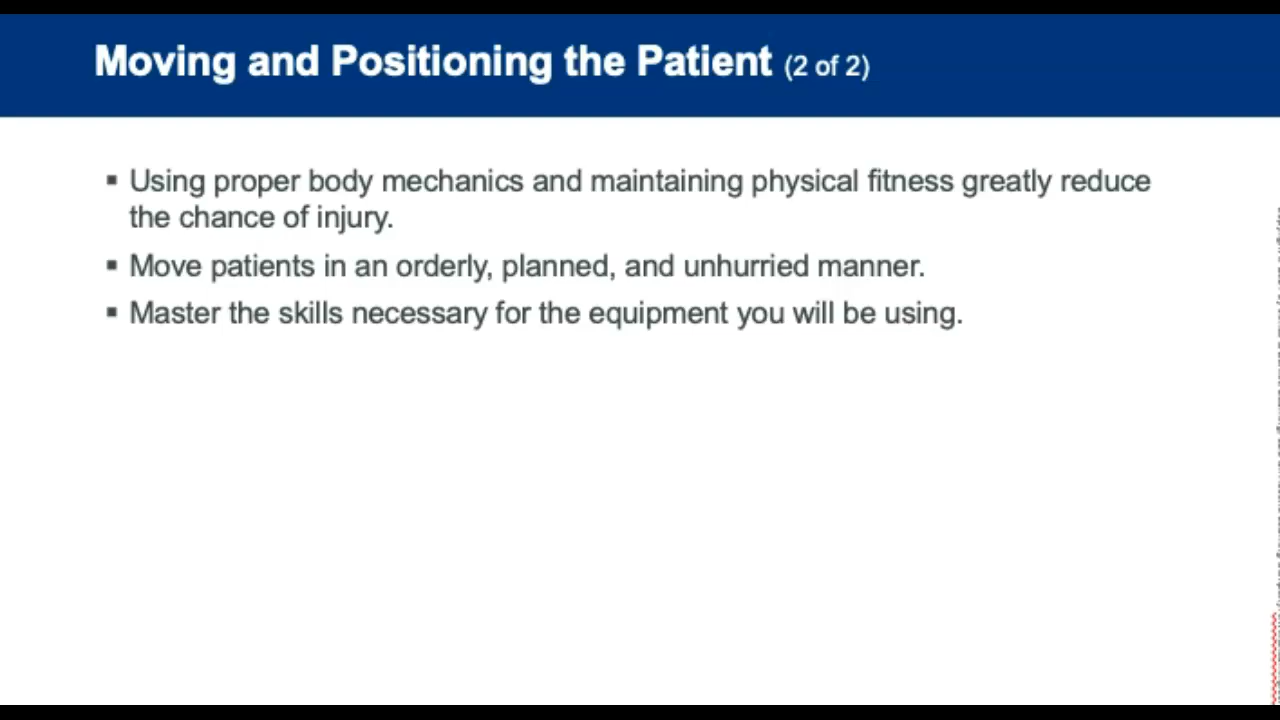 Moving and Positioning the Patient (2 of 2)
▪ Using proper body mechanics and maintaining physical fitness greatly reduce
the chance of injury.
▪ Move patients in an orderly, planned, and unhurried manner.
▪ Master the skills necessary for the equipment you will be using.